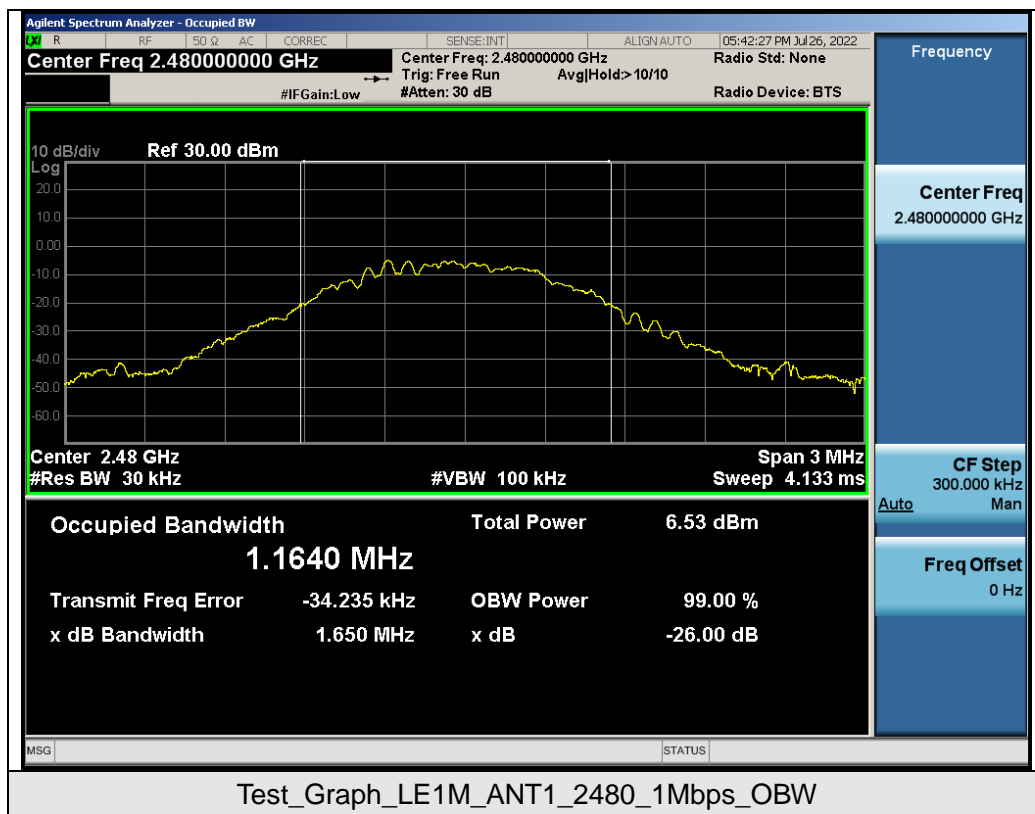 Agilent Spectrum Analyzer - Occupied BW
LXI R RF 50 Ω AC CORREC SENSE:INT ALIGN AUTO 05:42:27 PM Jul 26, 2022
Center Freq 2.480000000 GHz
Center Freq: 2.480000000 GHz
Radio Std: None
Trig: Free Run Avg|Hold:> 10/10
#IFGain:Low
#Atten: 30 dB
Radio Device: BTS
10 dB/div Ref 30.00 dBm
Log
20.0
10.0
0.00
-10.0
-20.0
-30.0
-40.0
-50.0
-60.0
Center 2.48 GHz Span 3 MHz
#Res BW 30 kHz #VBW 100 kHz Sweep 4.133 ms
Occupied Bandwidth Total Power 6.53 dBm
1.1640 MHz
Transmit Freq Error -34.235 kHz OBW Power 99.00 %
x dB Bandwidth 1.650 MHz x dB -26.00 dB
Frequency
Center Freq
2.480000000 GHz
CF Step
300.000 kHz
Auto Man
Freq Offset
0 Hz
MSG STATUS
Test_Graph_LE1M_ANT1_2480_1Mbps_OBW